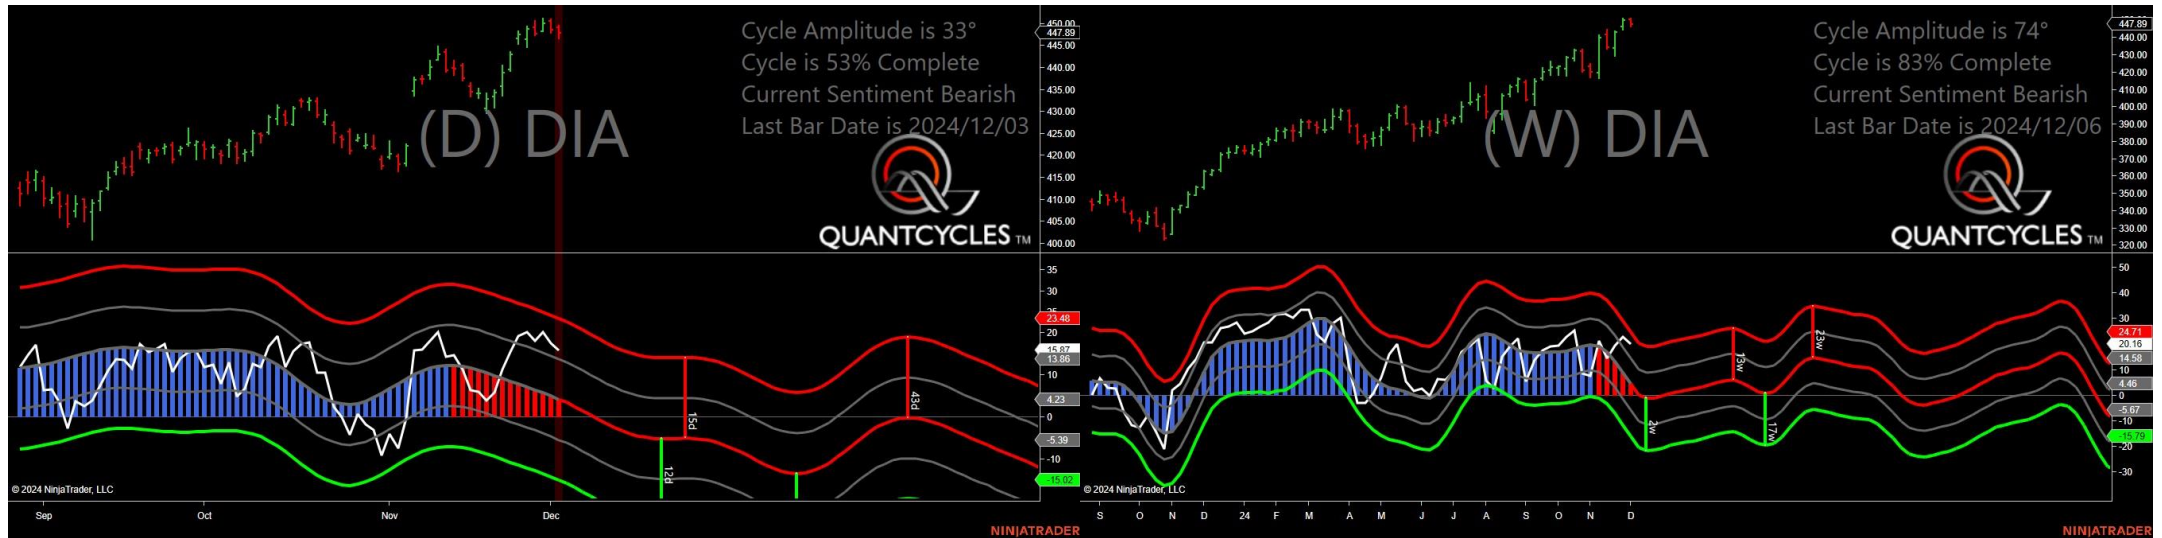 Cycle Amplitude is 33°
Cycle is 53% Complete
Current Sentiment Bearish
Last Bar Date is 2024/12/03
(D) DIA
QUANTCYCLES TM
450.00
447.89
445.00
440.00
435.00
430.00
425.00
420.00
415.00
410.00
405.00
400.00
35
30
23.48
20
15.87
13.86
10
4.23
0
-5.39
-10
-15.02
15d
12d
43d
© 2024 NinjaTrader, LLC
Sep Oct Nov Dec
NINJATRADER
Cycle Amplitude is 74°
Cycle is 83% Complete
Current Sentiment Bearish
Last Bar Date is 2024/12/06
(W) DIA
QUANTCYCLES TM
447.89
440.00
420.00
410.00
400.00
390.00
380.00
370.00
360.00
350.00
340.00
330.00
320.00
50
40
30
24.71
20.16
14.58
10
4.46
0
-5.67
-10
-15.79
-20
-30
2w
13w
17w
23w
© 2024 NinjaTrader, LLC
S O N D 24 F M A M J J A S O N D
NINJATRADER